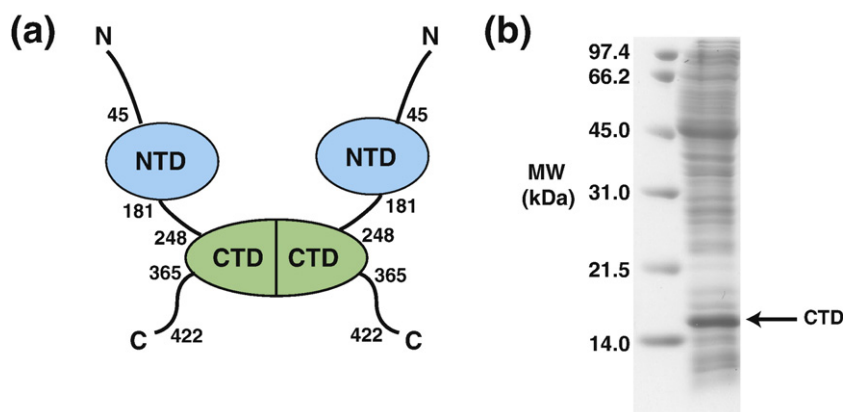 (a)
N N
45 45
NTD NTD
181 181
248 248
CTD CTD
365 365
C 422 422 C
(b)
97.4
66.2
45.0
MW
(kDa)
31.0
21.5
CTD
14.0